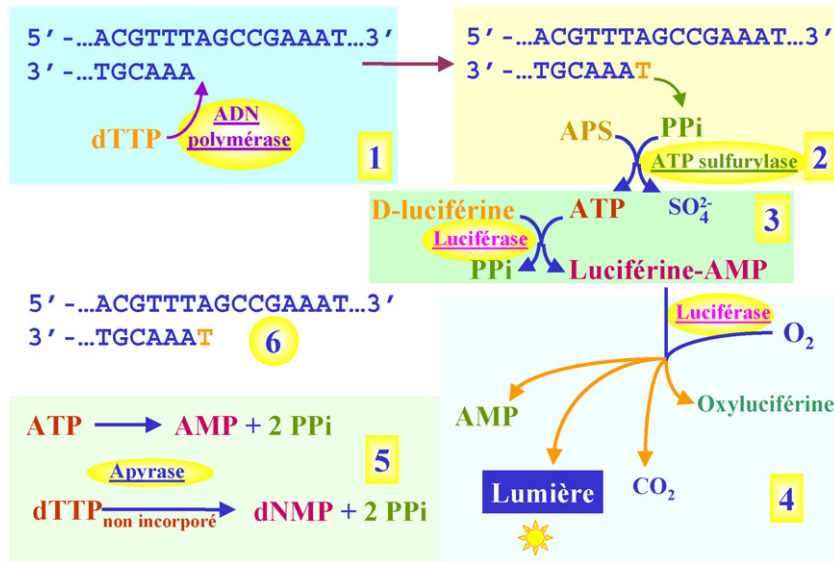 5' -…ACGTTTAGCCGAAAT…3'
3' -…TGCAAA
dTTP
ADN
polymérase
1
5' -…ACGTTTAGCCGAAAT…3'
3' -…TGCAAAT
APS
PPi
ATP sulfurylase
2
D-luciférine
ATP
SO₄²⁻
3
Luciférase
PPi
Luciférine-AMP
Luciférase
O₂
AMP
Oxyluciférine
Lumière
CO₂
4
5' -…ACGTTTAGCCGAAAT…3'
3' -…TGCAAAT
6
ATP
AMP + 2 PPi
5
Apyrase
dTTP non incorporé dNMP + 2 PPi